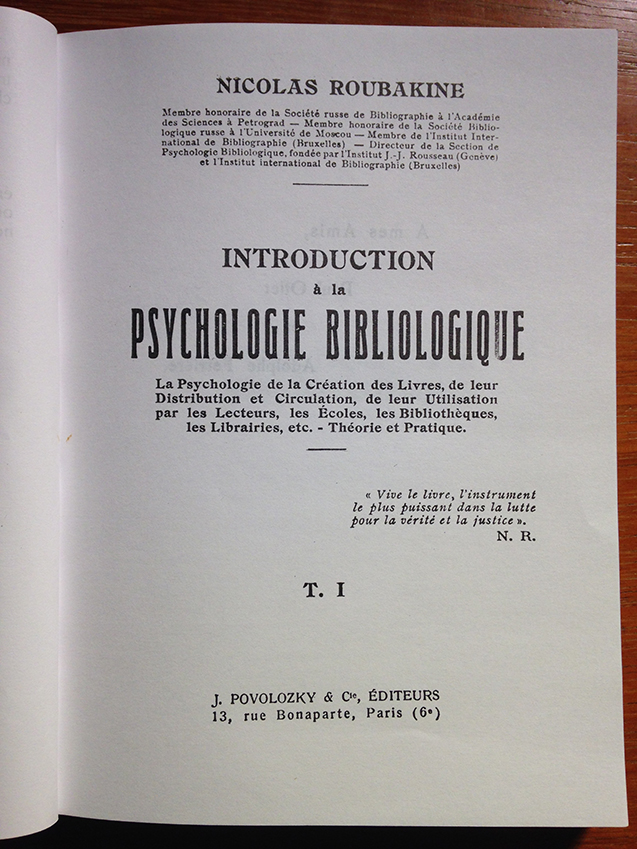 NICOLAS ROUBAKINE
Membre honoraire de la Société russe de Bibliographie à l'Académie
des Sciences à Petrograd — Membre honoraire de la Société Biblio-
logique russe à l'Université de Moscou — Membre de l'Institut Inter-
national de Bibliographie (Bruxelles) — Directeur de la Section de
Psychologie Bibliologique, fondée par l'Institut J.-J. Rousseau (Genève)
et l'Institut international de Bibliographie (Bruxelles)
A mes Amis,
INTRODUCTION
à la
PSYCHOLOGIE BIBLIOLOGIQUE
La Psychologie de la Création des Livres, de leur
Distribution et Circulation, de leur Utilisation
par les Lecteurs, les Écoles, les Bibliothèques,
les Librairies, etc. - Théorie et Pratique.
« Vive le livre, l'instrument
le plus puissant dans la lutte
pour la vérité et la justice ».
N. R.
T. I
J. POVOLOZKY & Cie, ÉDITEURS
13, rue Bonaparte, Paris (6e)